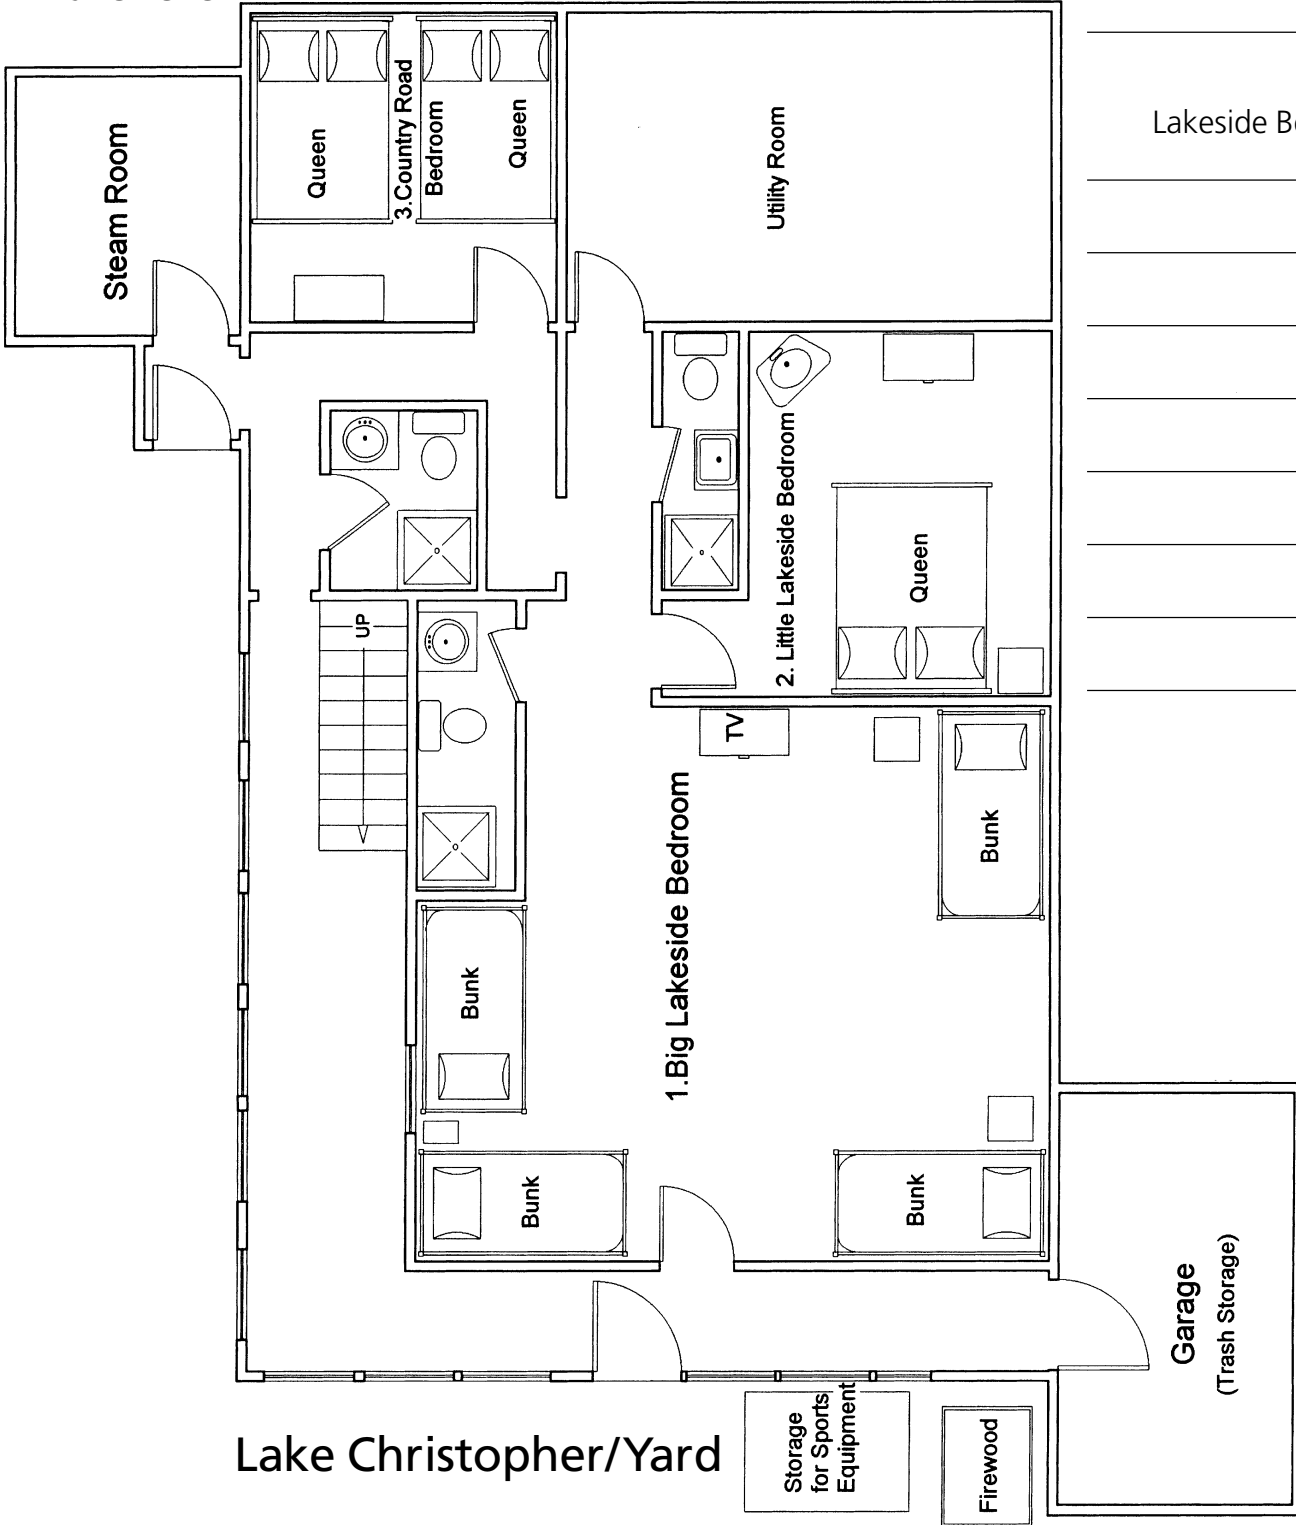 Steam Room
Queen
3.Country Road
Bedroom
Queen
Utility Room
UP
2. Little Lakeside Bedroom
Queen
TV
1.Big Lakeside Bedroom
Bunk
Bunk
Bunk
Bunk
Garage
(Trash Storage)
Storage
for Sports
Equipment
Firewood
Lake Christopher/Yard
Lakeside